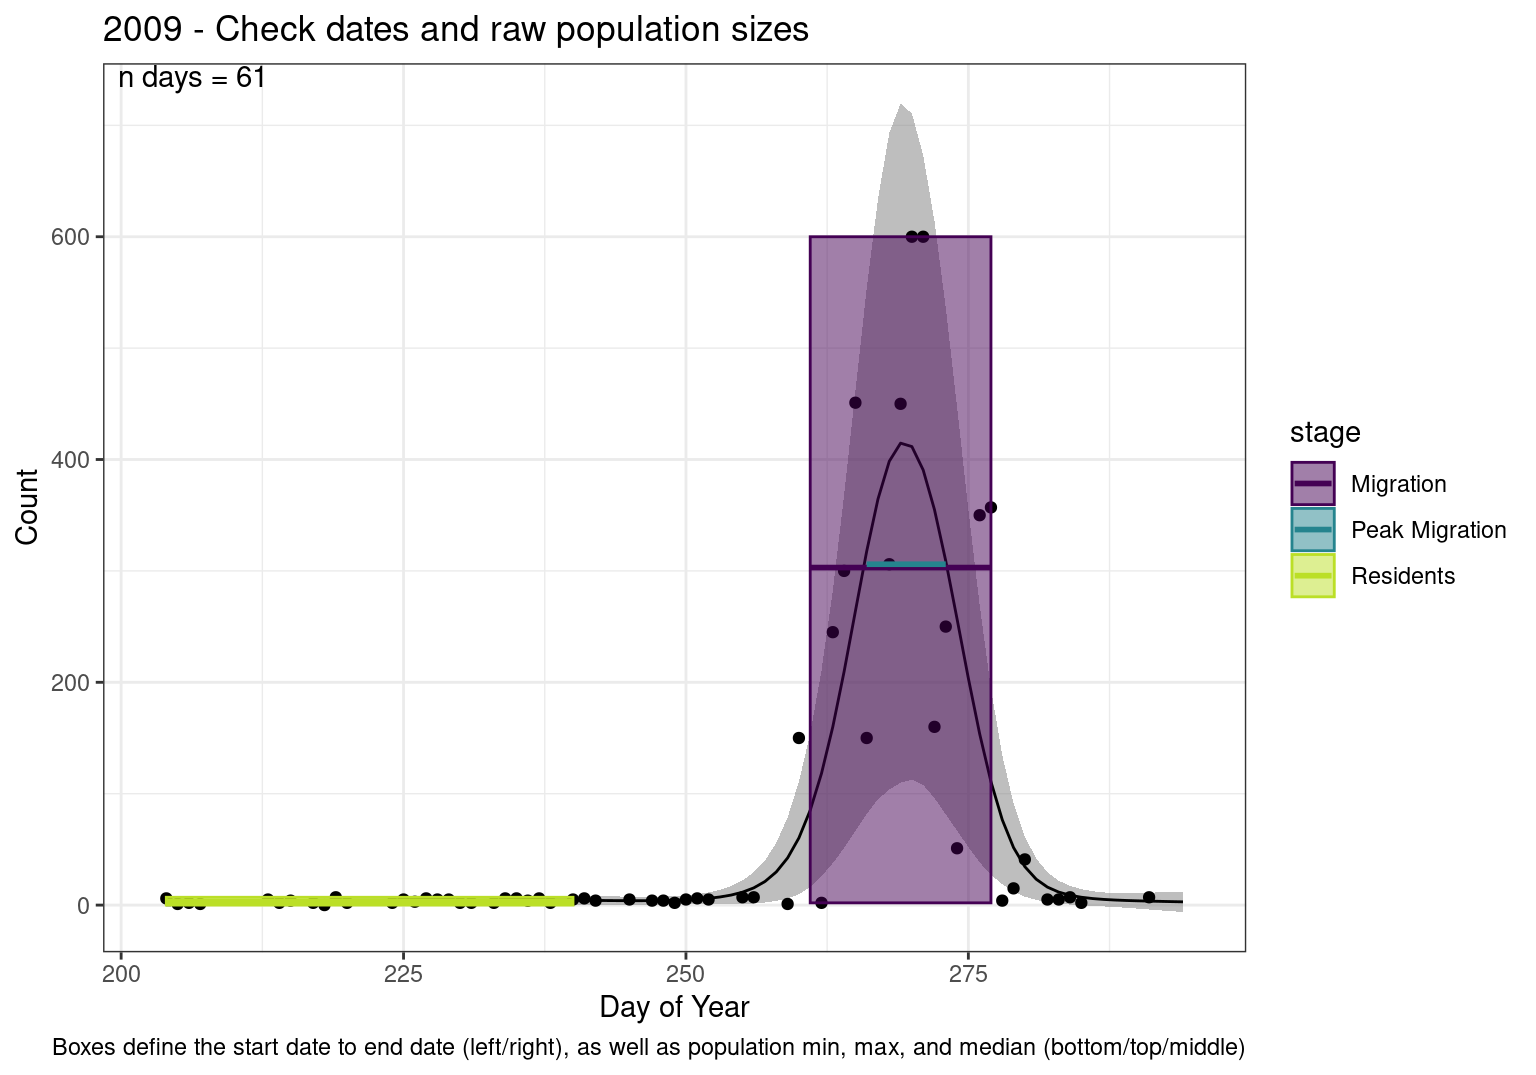 2009 - Check dates and raw population sizes
n days = 61
600
400
200
0
Count
200
225
250
275
Day of Year
stage
Migration
Peak Migration
Residents
Boxes define the start date to end date (left/right), as well as population min, max, and median (bottom/top/middle)